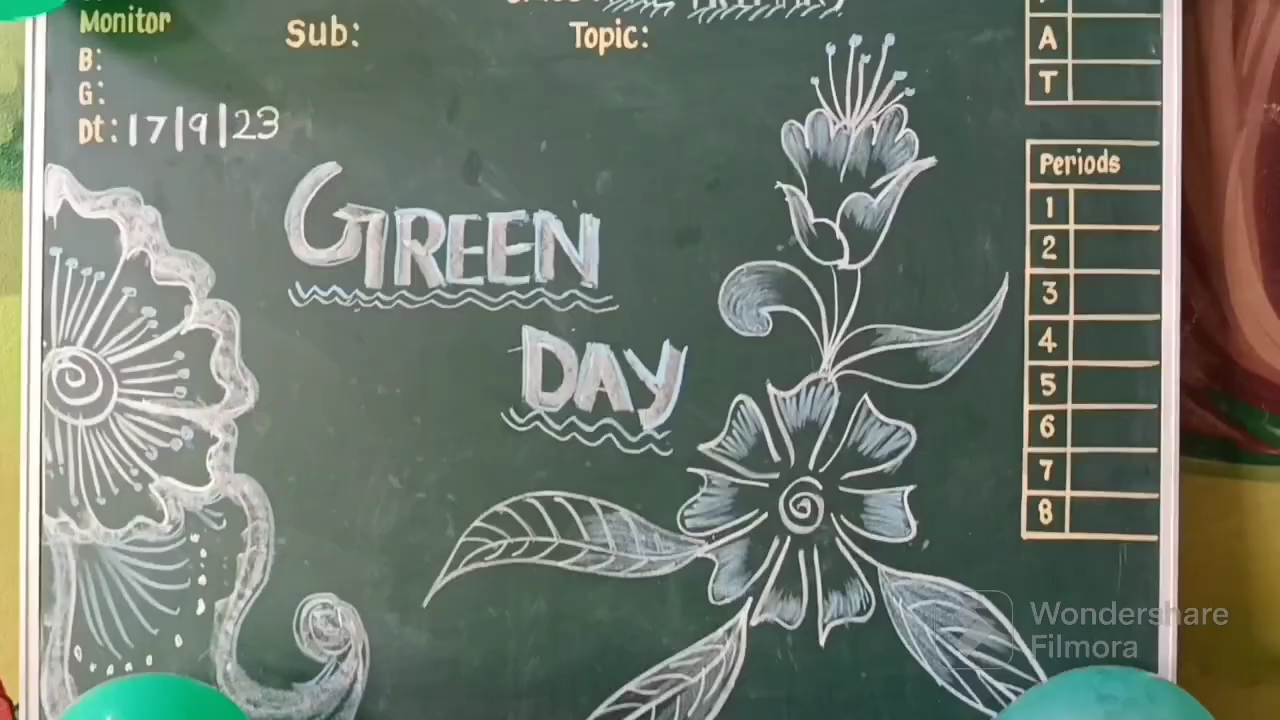 Monitor
Sub:
Topic:
B:
G:
Dt: 17/9/23
A
T
GREEN
DAY
Periods
1
2
3
4
5
6
7
8
Wondershare
Filmora